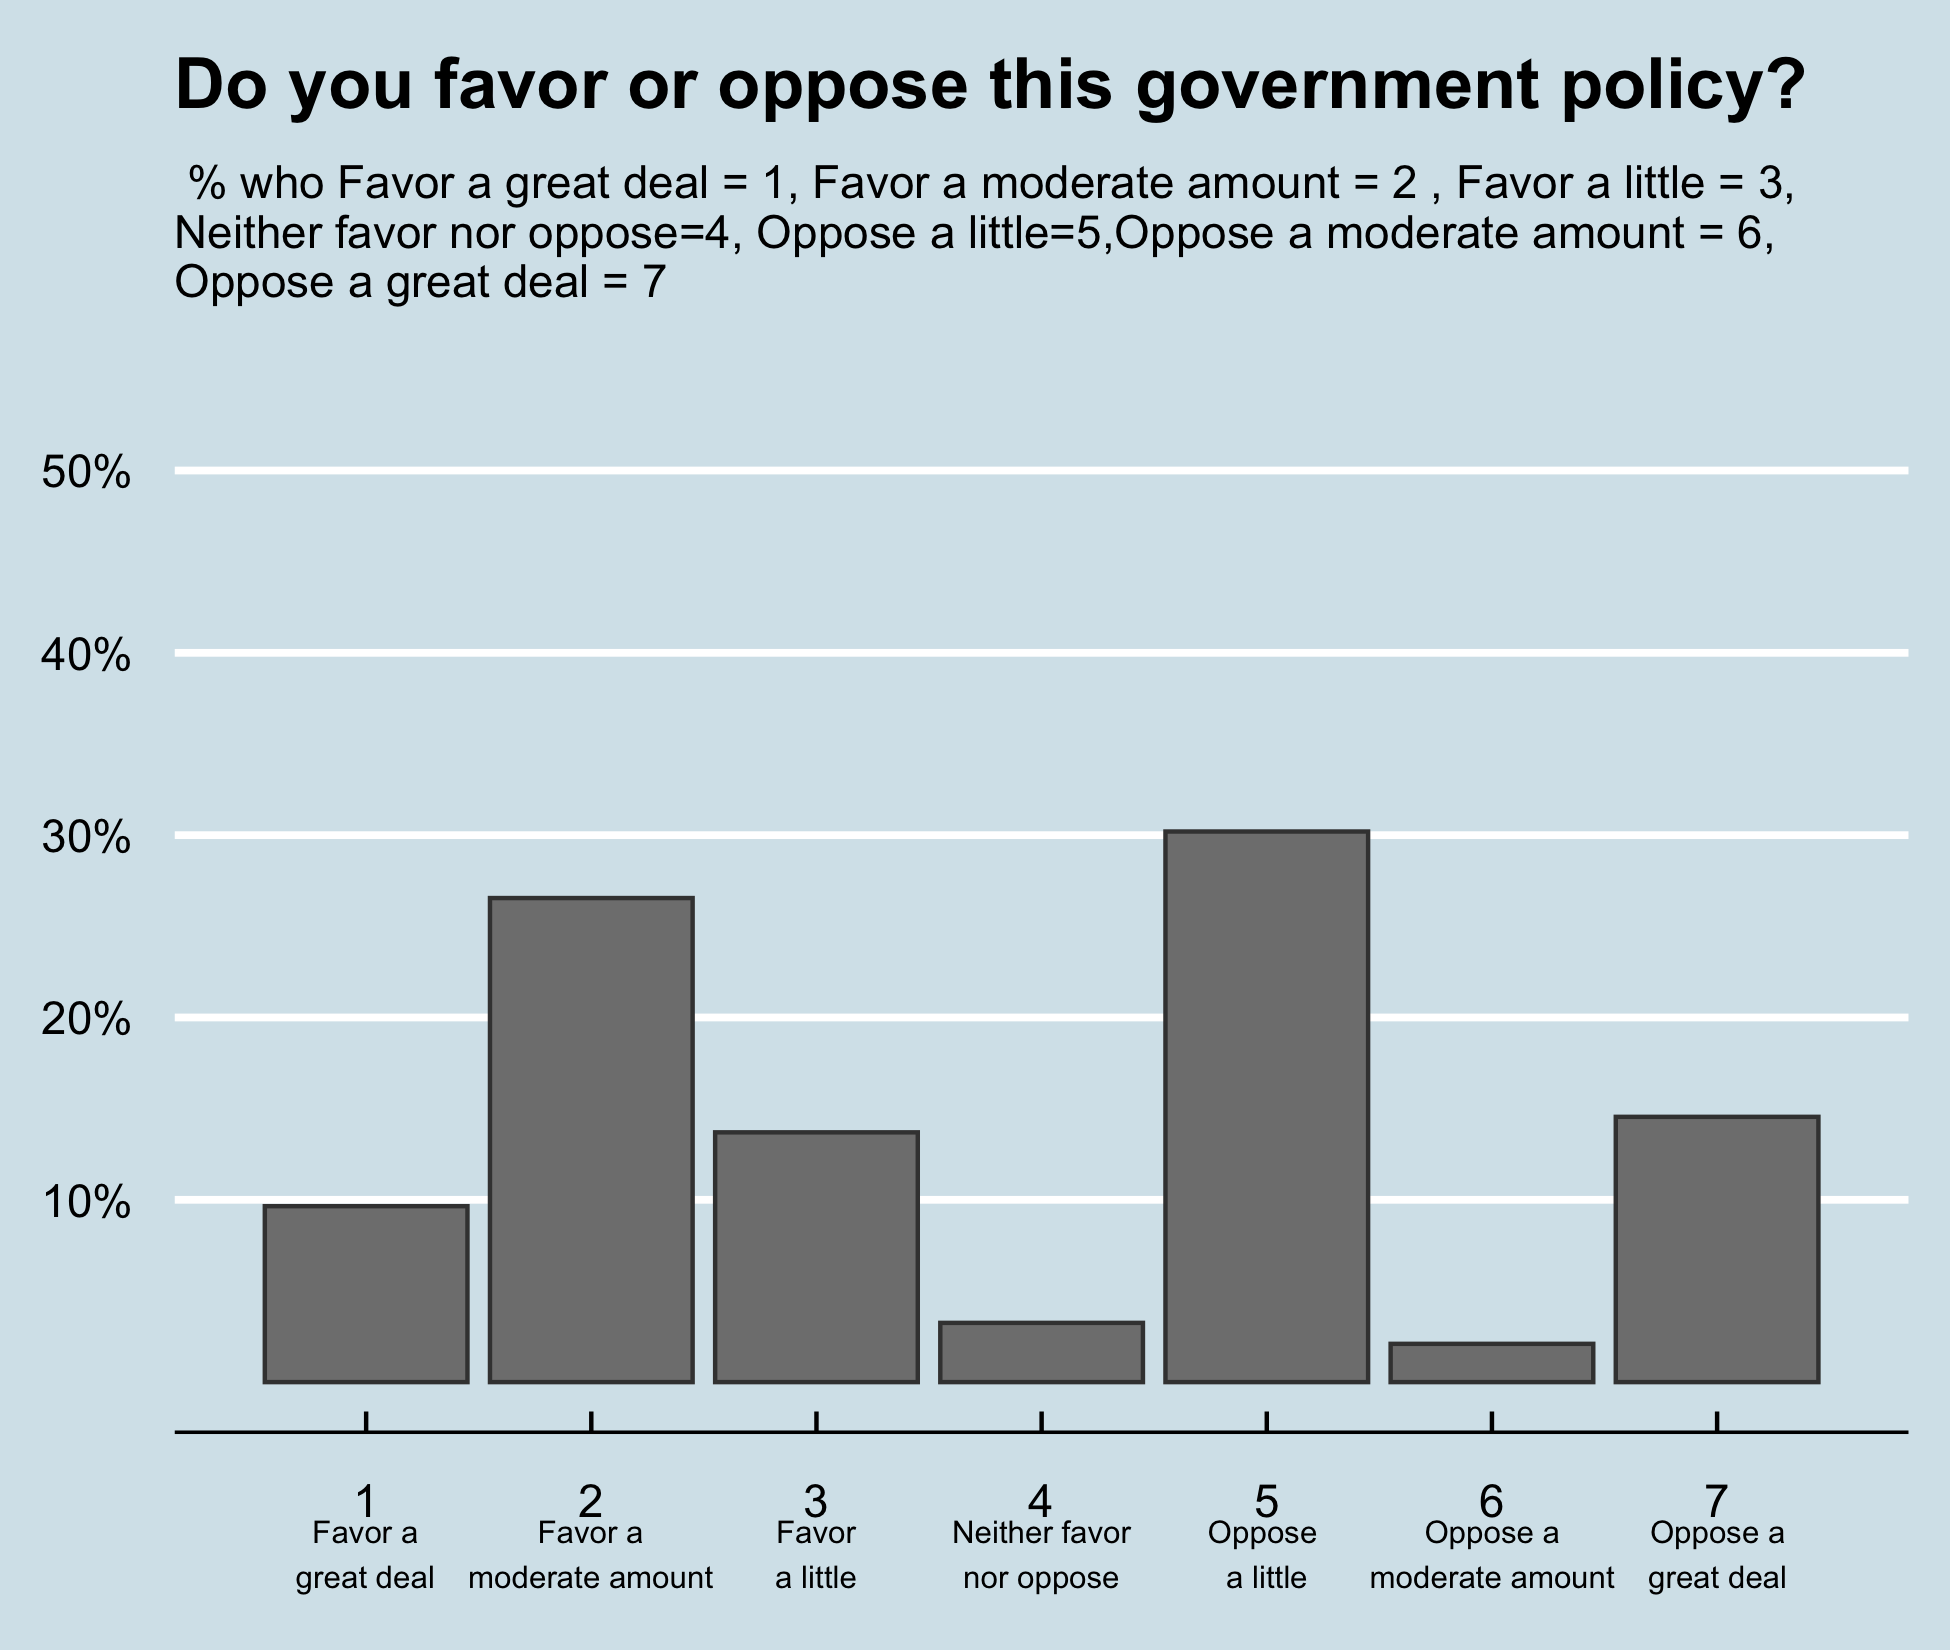 Do you favor or oppose this government policy?
% who Favor a great deal = 1, Favor a moderate amount = 2 , Favor a little = 3,
Neither favor nor oppose=4, Oppose a little=5,Oppose a moderate amount = 6,
Oppose a great deal = 7
50%
40%
30%
20%
10%
1 2 3 4 5 6 7
Favor a Favor a Favor Neither favor Oppose Oppose a Oppose a
great deal moderate amount a little nor oppose a little moderate amount great deal